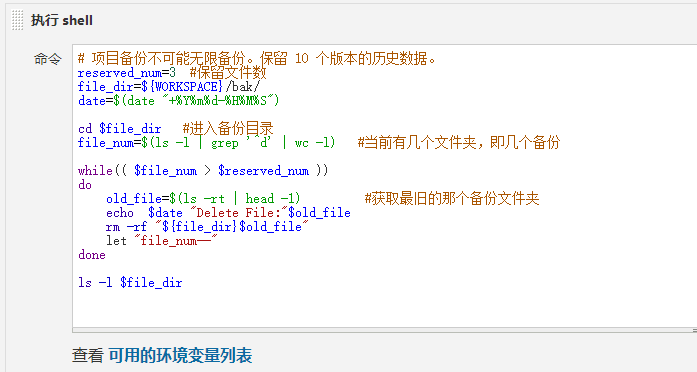 执行 shell
命令
# 项目备份不可能无限备份。保留 10 个版本的历史数据。
reserved_num=3  #保留文件数
file_dir=${WORKSPACE}/bak/
date=$(date "+%Y%m%d-%H%M%S")
cd $file_dir   #进入备份目录
file_num=$(ls -l | grep '^d' | wc -l)   #当前有几个文件夹，即几个备份
while(( $file_num > $reserved_num ))
do
    old_file=$(ls -rt | head -1)         #获取最旧的那个备份文件夹
    echo  $date "Delete File:"$old_file
    rm -rf "${file_dir}$old_file"
    let "file_num--"
done
ls -l $file_dir
查看 可用的环境变量列表